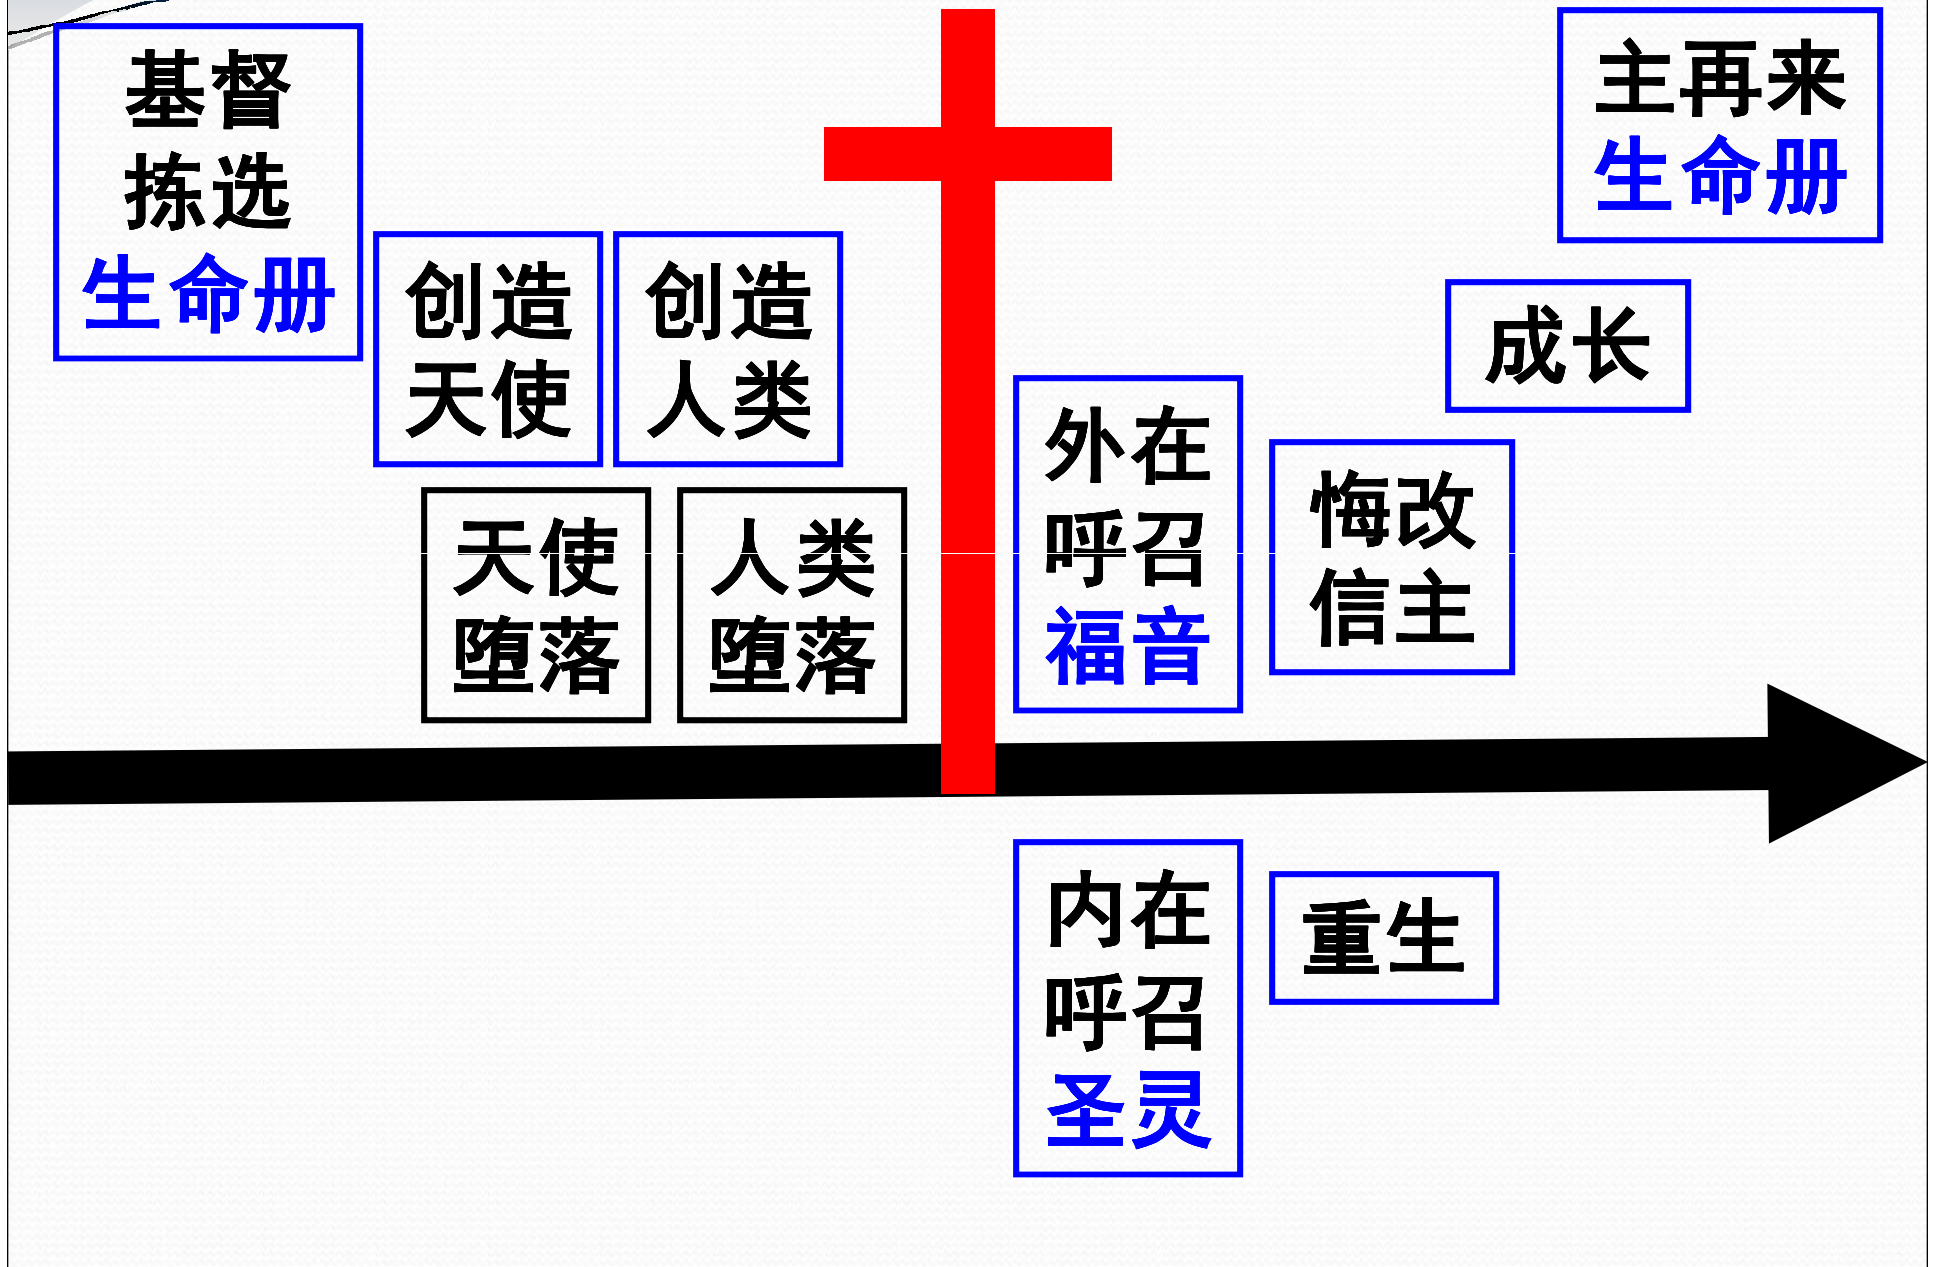 基督
拣选
生命册
创造
天使
创造
人类
天使
堕落
人类
堕落
外在
呼召
福音
悔改
信主
成长
主再来
生命册
内在
呼召
圣灵
重生